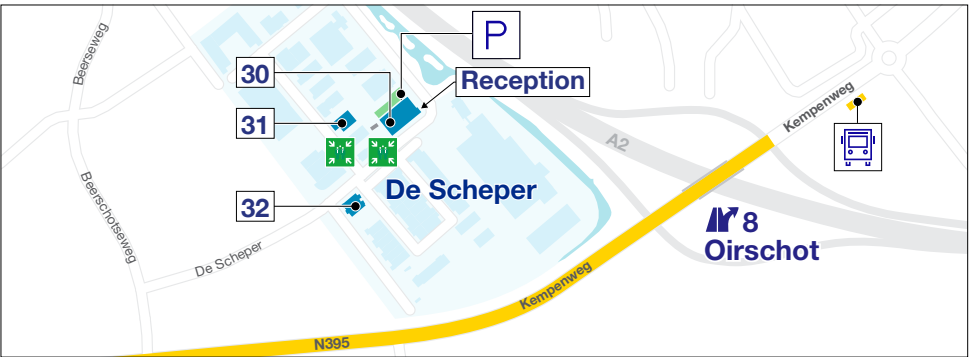 Beerseweg
P
30
Reception
31
Kempenweg
A2
De Scheper
32
8
Oirschot
Beerschotseweg
De Scheper
Kempenweg
N395